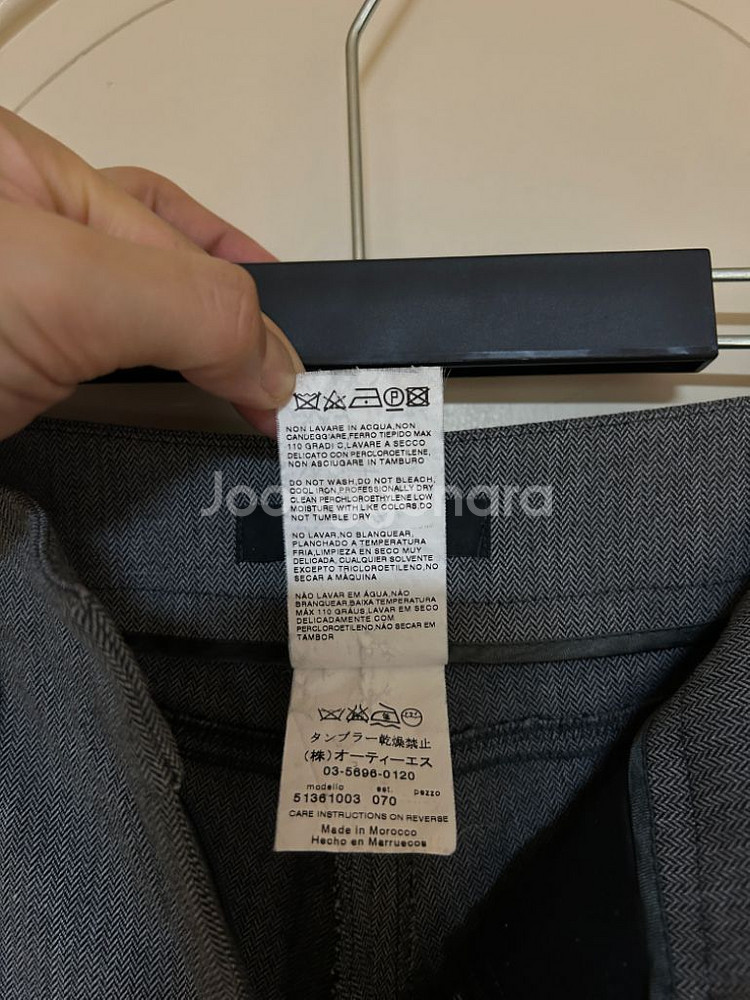 NON LAVARE IN ACQUA,NON
CANDEGGIARE,FERRO TIEPIDO MAX
110 GRADI C,LAVARE A SECCO
DELICATO CON PERCLOROETILENE,
NON ASCIUGARE IN TAMBURO
DO NOT WASH,DO NOT BLEACH,
COOL IRON,PROFESSIONALLY DRY
CLEAN PERCHLOROETHYLENE LOW
MOISTURE WITH LIKE COLORS,DO
NOT TUMBLE DRY
NO LAVAR,NO BLANQUEAR,
PLANCHADO A TEMPERATURA
FRIA,LIMPIEZA EN SECO MUY
DELICADA, CUALQUIER SOLVENTE
EXCEPTO TRICLOROETILENO,NO
SECAR A MÁQUINA
NÃO LAVAR EM ÁGUA,NÃO
BRANQUEAR,BAIXA TEMPERATURA
MÁX 110 GRÁUS,LAVAR EM SECO
DELICADAMENTE COM
PERCLOROETILENO,NÃO SECAR EM
TAMBOR
タンブラー乾燥禁止
(株)オーティーエス
03-5696-0120
modello est. pezzo
51361003 070
CARE INSTRUCTIONS ON REVERSE
Made in Morocco
Hecho en Marruecos